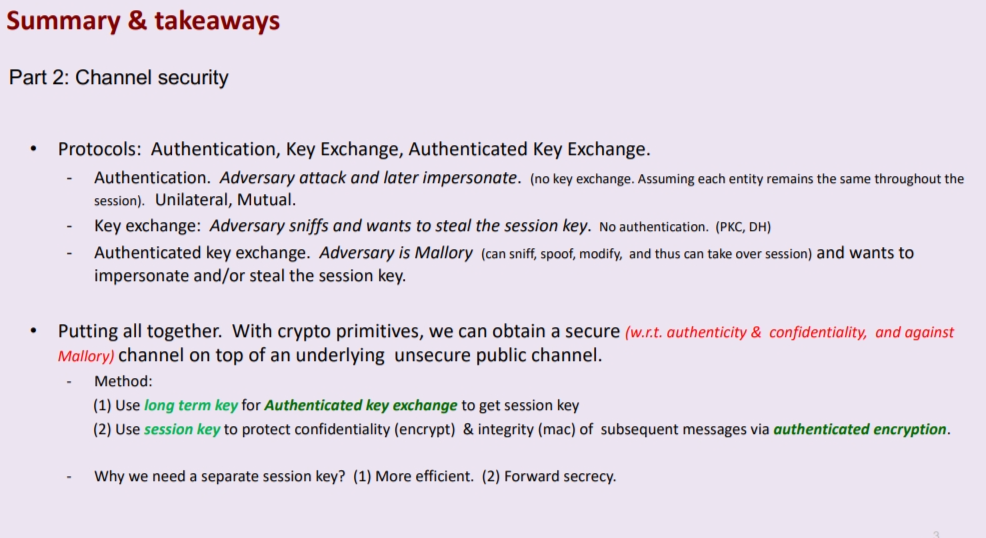 Summary & takeaways
Part 2: Channel security
• Protocols: Authentication, Key Exchange, Authenticated Key Exchange.
- Authentication. Adversary attack and later impersonate. (no key exchange. Assuming each entity remains the same throughout the
session). Unilateral, Mutual.
- Key exchange: Adversary sniffs and wants to steal the session key. No authentication. (PKC, DH)
- Authenticated key exchange. Adversary is Mallory (can sniff, spoof, modify, and thus can take over session) and wants to
impersonate and/or steal the session key.
• Putting all together. With crypto primitives, we can obtain a secure (w.r.t. authenticity & confidentiality, and against
Mallory) channel on top of an underlying unsecure public channel.
- Method:
(1) Use long term key for Authenticated key exchange to get session key
(2) Use session key to protect confidentiality (encrypt) & integrity (mac) of subsequent messages via authenticated encryption.
- Why we need a separate session key? (1) More efficient. (2) Forward secrecy.
3